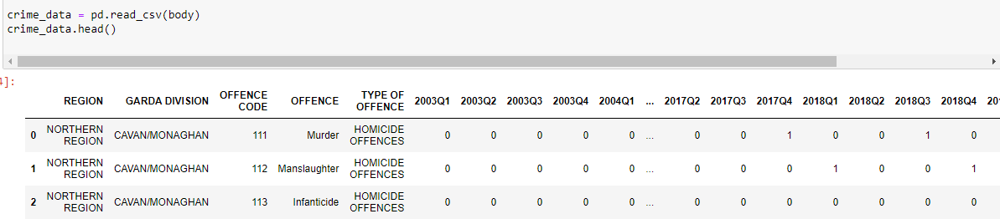 crime_data = pd.read_csv(body)
crime_data.head()
4]:
REGION GARDA DIVISION OFFENCE CODE OFFENCE TYPE OF OFFENCE 2003Q1 2003Q2 2003Q3 2003Q4 2004Q1 ... 2017Q2 2017Q3 2017Q4 2018Q1 2018Q2 2018Q3 2018Q4 201
0 NORTHERN REGION CAVAN/MONAGHAN 111 Murder HOMICIDE OFFENCES 0 0 0 0 0 ... 0 0 1 0 0 1 0
1 NORTHERN REGION CAVAN/MONAGHAN 112 Manslaughter HOMICIDE OFFENCES 0 0 0 0 0 ... 0 0 0 1 0 0 1
2 NORTHERN REGION CAVAN/MONAGHAN 113 Infanticide HOMICIDE OFFENCES 0 0 0 0 0 ... 0 0 0 0 0 0 0